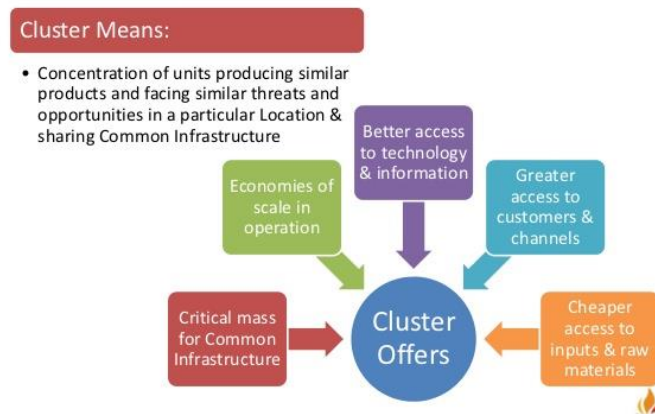 Cluster Means:
• Concentration of units producing similar
products and facing similar threats and
opportunities in a particular Location &
sharing Common Infrastructure
Critical mass
for Common
Infrastructure
Economies of
scale in
operation
Better access
to technology
& information
Greater
access to
customers &
channels
Cheaper
access to
inputs & raw
materials
Cluster
Offers